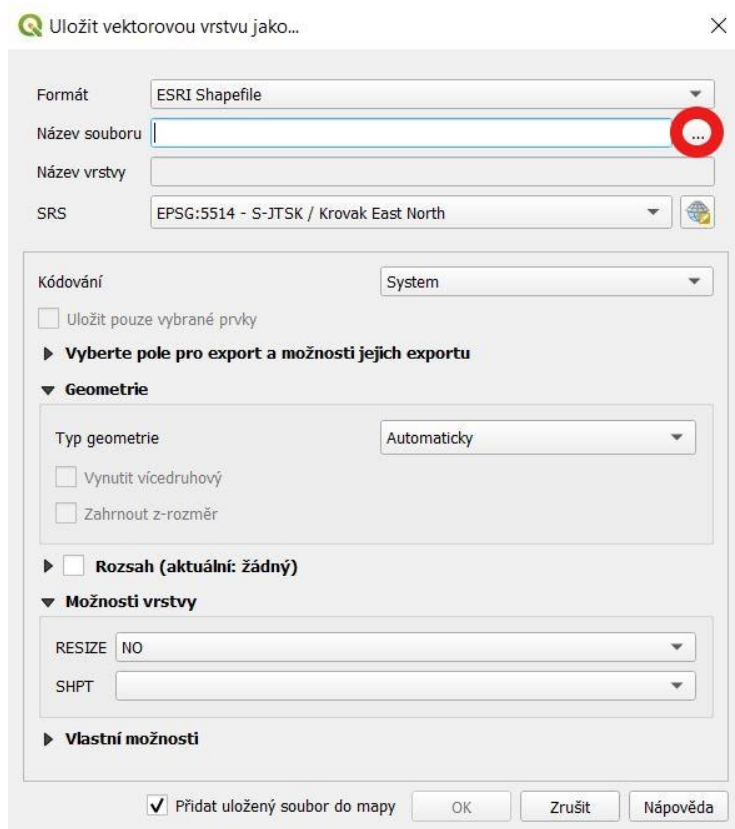 Uložit vektorovou vrstvu jako...
Formát ESRI Shapefile
Název souboru ...
Název vrstvy
SRS EPSG:5514 - S-JTSK / Krovak East North
Kódování System
Uložit pouze vybrané prvky
Vyberte pole pro export a možnosti jejich exportu
Geometrie
Typ geometrie Automaticky
Vynutit vícedruhový
Zahrnout z-rozměr
Rozsah (aktuální: žádný)
Možnosti vrstvy
RESIZE NO
SHPT
Vlastní možnosti
Přidat uložený soubor do mapy OK Zrušit Nápověda